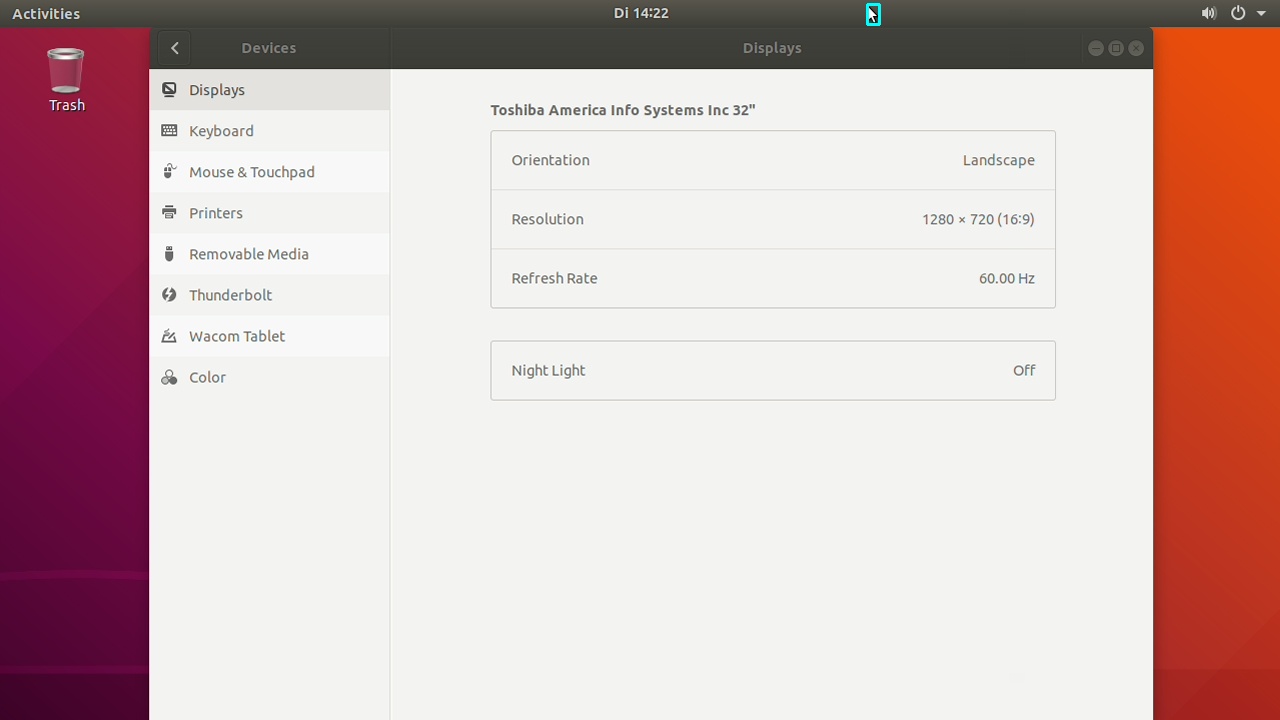 Activities
Di 14:22
Trash
Devices
Displays
Displays
Keyboard
Mouse & Touchpad
Printers
Removable Media
Thunderbolt
Wacom Tablet
Color
Toshiba America Info Systems Inc 32"
Orientation Landscape
Resolution 1280 × 720 (16:9)
Refresh Rate 60.00 Hz
Night Light Off